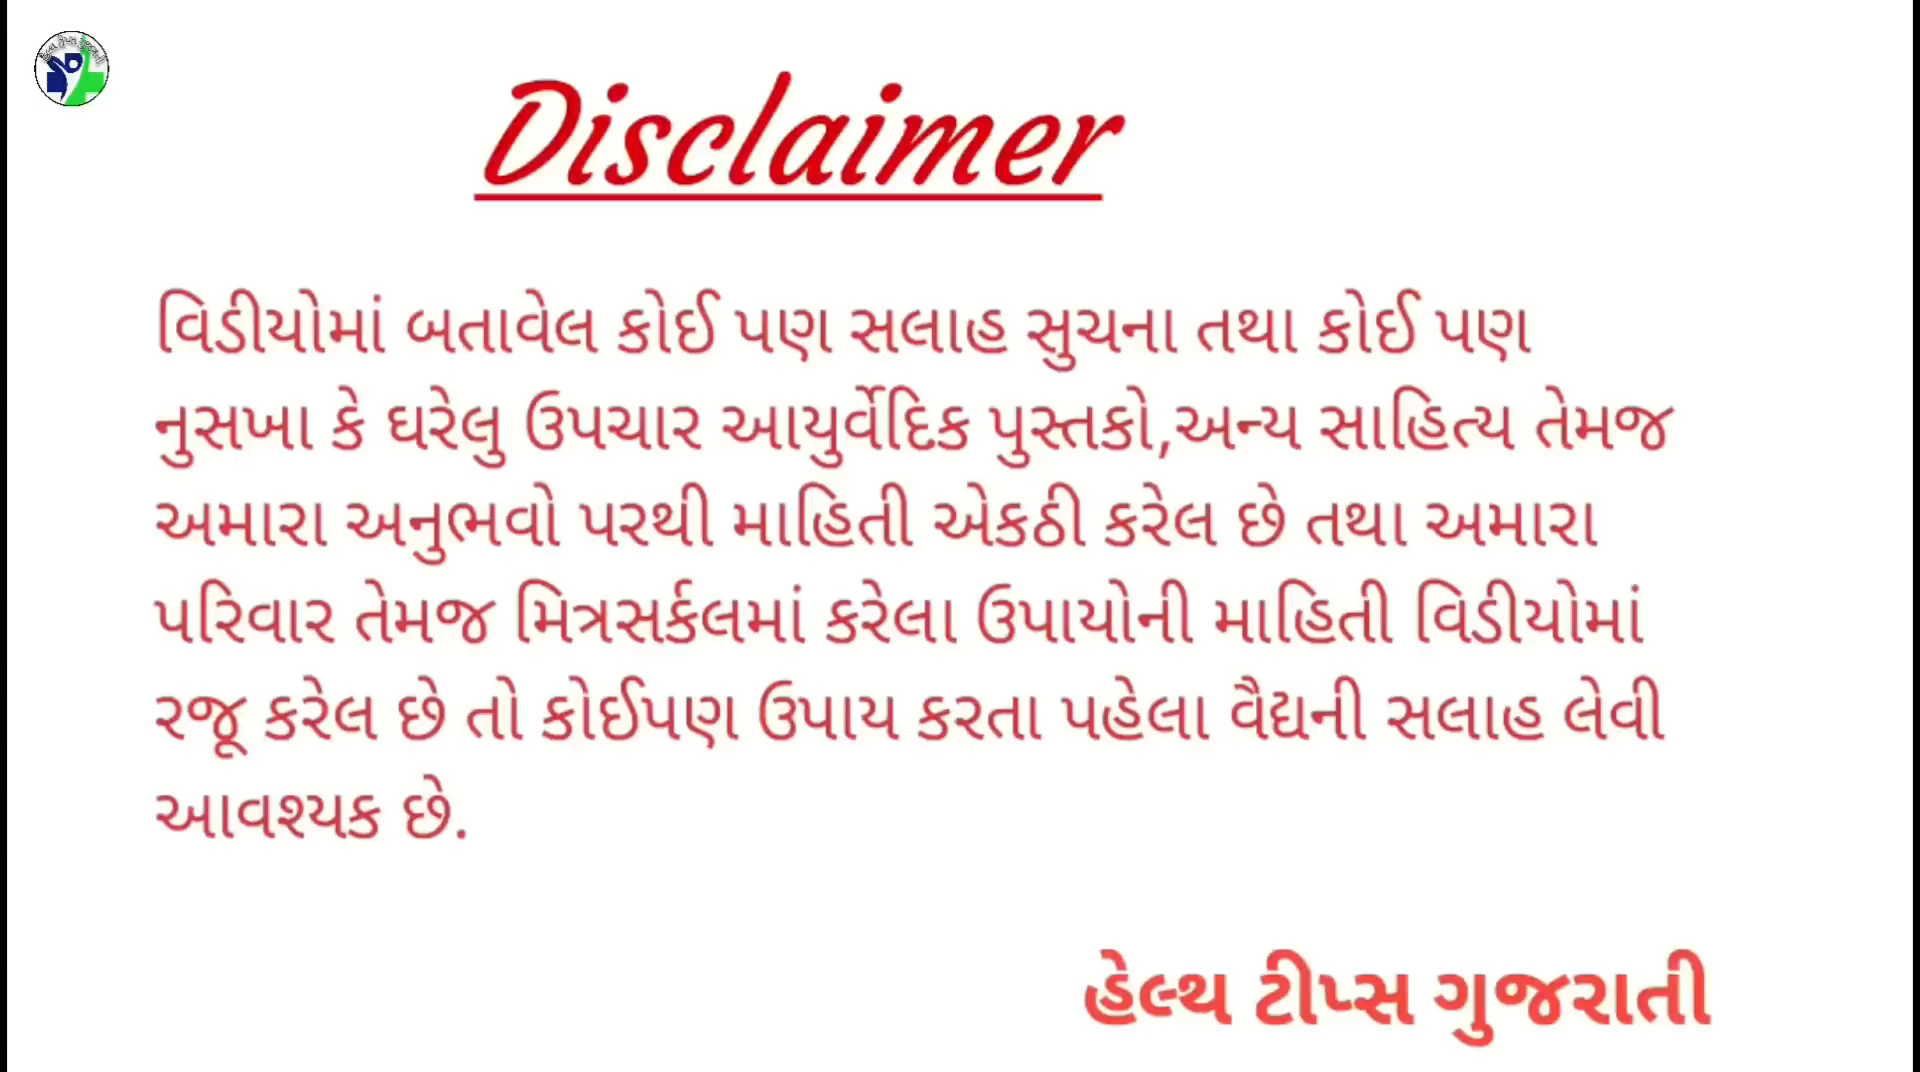 Disclaimer
વિડીયોમાં બતાવેલ કોઈ પણ સલાહ સુચના તથા કોઈ પણ
નુસખા કે ઘરેલુ ઉપચાર આયુર્વેદિક પુસ્તકો,અન્ય સાહિત્ય તેમજ
અમારા અનુભવો પરથી માહિતી એકઠી કરેલ છે તથા અમારા
પરિવાર તેમજ મિત્રસર્કલમાં કરેલા ઉપાયોની માહિતી વિડીયોમાં
રજૂ કરેલ છે તો કોઈપણ ઉપાય કરતા પહેલા વૈદ્યની સલાહ લેવી
આવશ્યક છે.
હેલ્થ ટીપ્સ ગુજરાતી